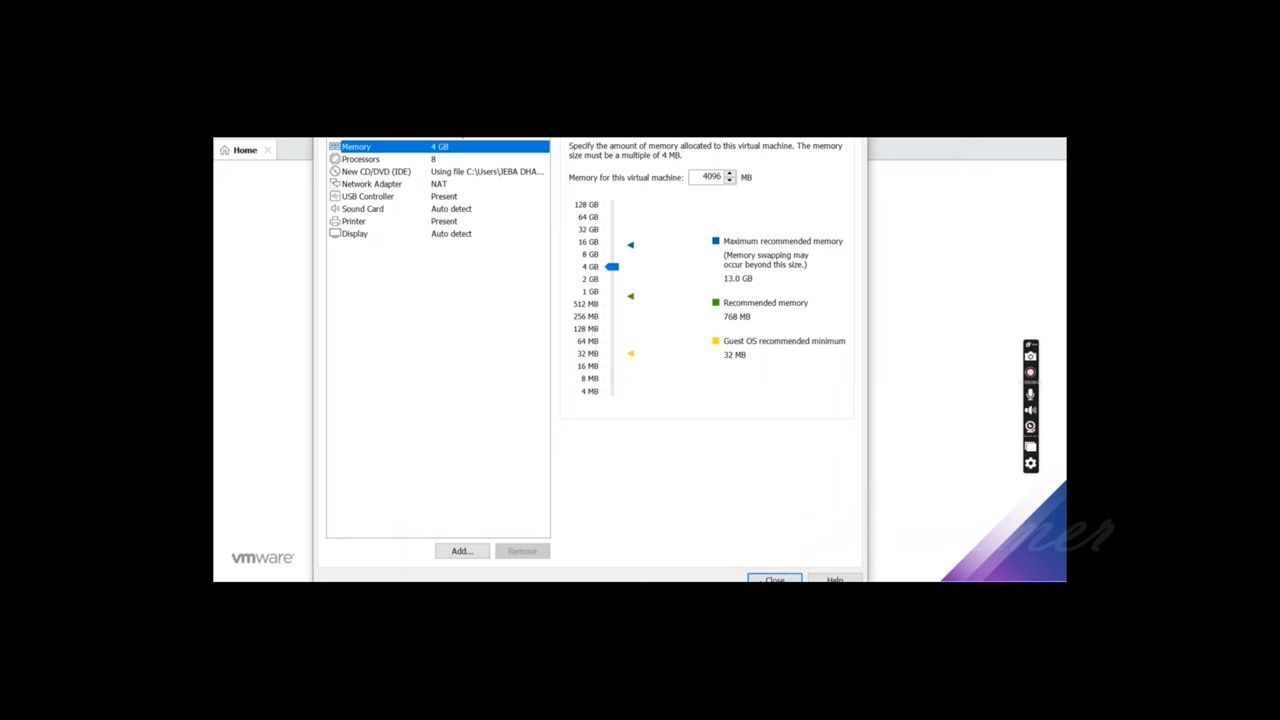 Home
Memory 4 GB
Processors 8
New CD/DVD (IDE) Using file C:\Users\JEBA DHA...
Network Adapter NAT
USB Controller Present
Sound Card Auto detect
Printer Present
Display Auto detect
Add... Remove
Specify the amount of memory allocated to this virtual machine. The memory
size must be a multiple of 4 MB.
Memory for this virtual machine: 4096 MB
128 GB
64 GB
32 GB
16 GB
8 GB
4 GB
2 GB
1 GB
512 MB
256 MB
128 MB
64 MB
32 MB
16 MB
8 MB
4 MB
Maximum recommended memory
(Memory swapping may
occur beyond this size.)
13.0 GB
Recommended memory
768 MB
Guest OS recommended minimum
32 MB
Close Help
vmware